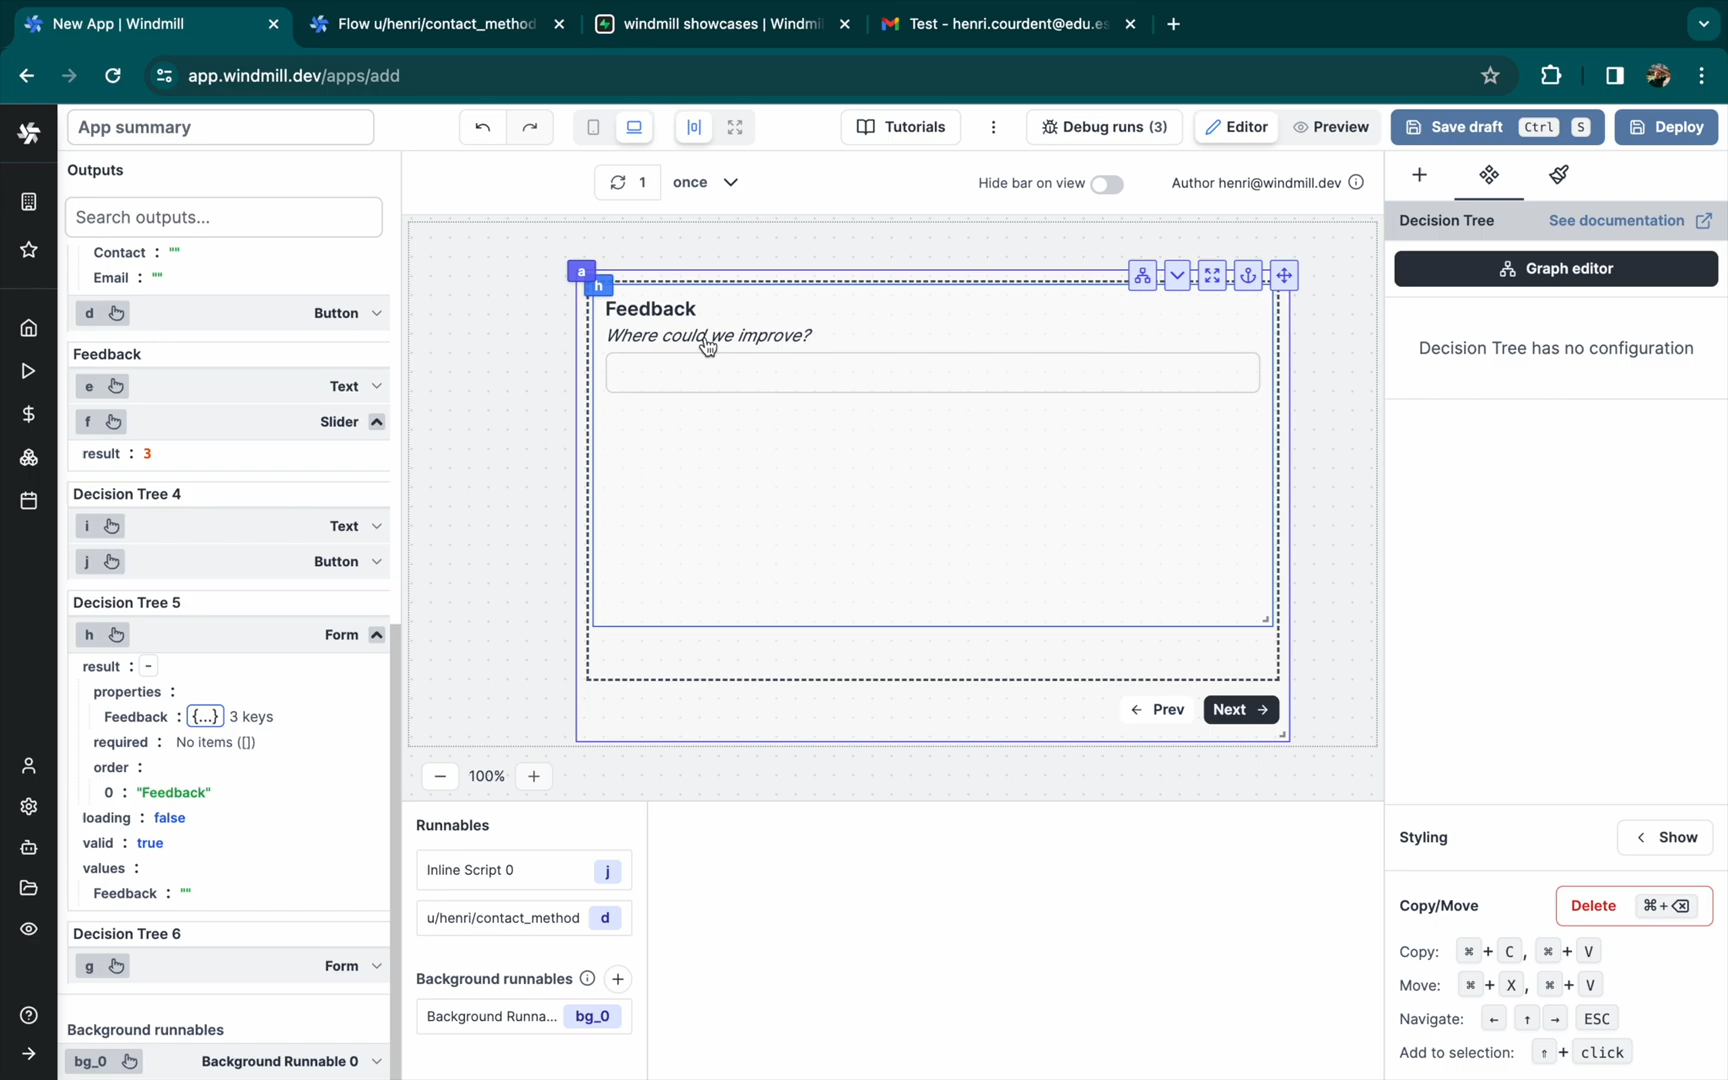 New App | Windmill
Flow u/henri/contact_method
windmill showcases | Windmi
Test - henri.courdent@edu.es
app.windmill.dev/apps/add
App summary
Tutorials
Debug runs (3)
Editor
Preview
Save draft Ctrl S
Deploy
Outputs
Search outputs...
Contact : ""
Email : ""
d Button
Feedback
e Text
f Slider
result : 3
Decision Tree 4
i Text
j Button
Decision Tree 5
h Form
result : -
properties :
Feedback : {...} 3 keys
required : No items ([])
order :
0 : "Feedback"
loading : false
valid : true
values :
Feedback : ""
Decision Tree 6
g Form
Background runnables
bg_0 Background Runnable 0
1 once
Hide bar on view
Author henri@windmill.dev
a
h
Feedback
Where could we improve?
← Prev
Next →
100%
Runnables
Inline Script 0 j
u/henri/contact_method d
Background runnables
Background Runna... bg_0
Decision Tree
See documentation
Graph editor
Decision Tree has no configuration
Styling
Show
Copy/Move
Delete ⌘+⌫
Copy: ⌘ + C , ⌘ + V
Move: ⌘ + X , ⌘ + V
Navigate: ← ↑ → ESC
Add to selection: ⇧ + click